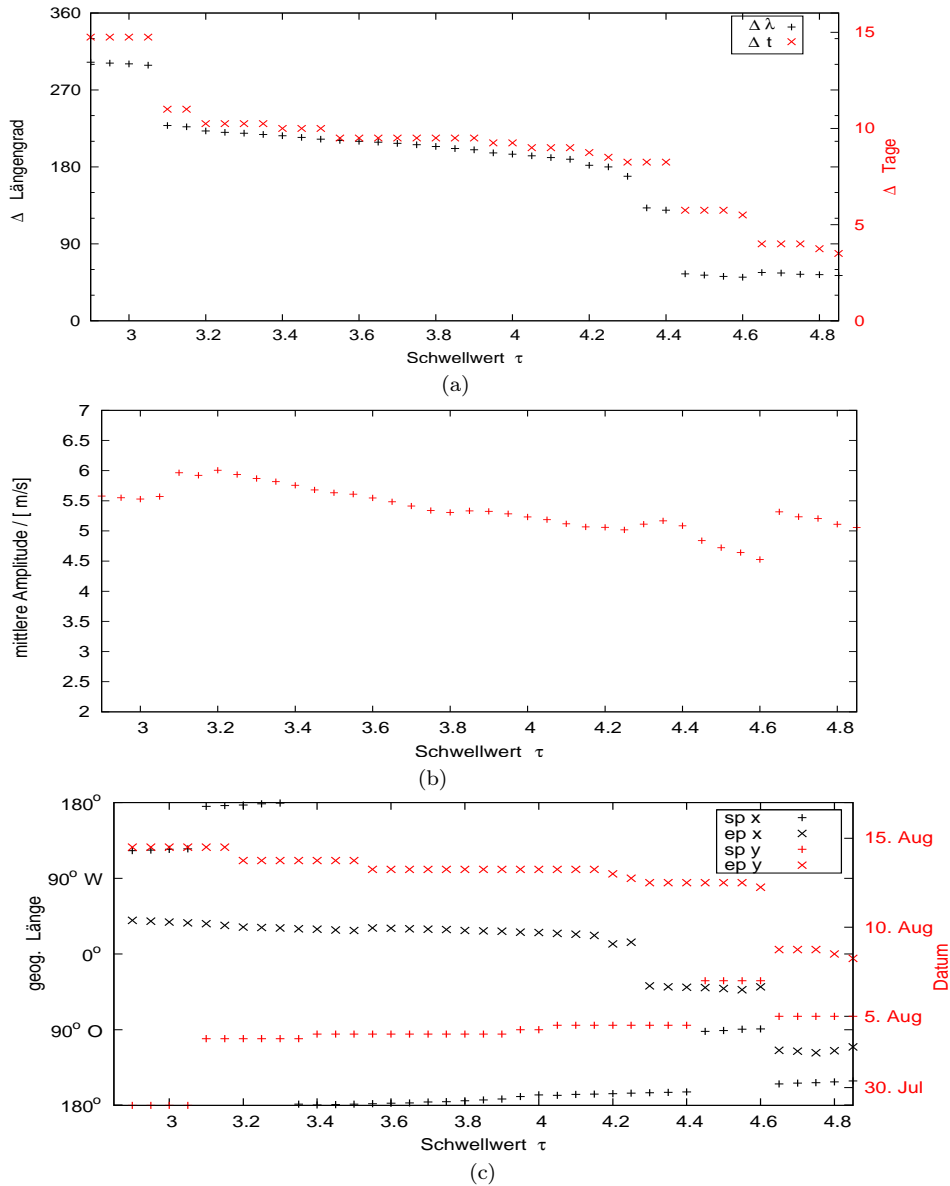 360
270
180
90
0
Δ Längengrad
Δ λ
Δ t
15
10
5
0
Δ Tage
3 3.2 3.4 3.6 3.8 4 4.2 4.4 4.6 4.8
Schwellwert τ
(a)
7
6.5
6
5.5
5
4.5
4
3.5
3
2.5
2
mittlere Amplitude / [ m/s]
3 3.2 3.4 3.6 3.8 4 4.2 4.4 4.6 4.8
Schwellwert τ
(b)
180°
90° W
0°
90° O
180°
geog. Länge
sp x
ep x
sp y
ep y
15. Aug
10. Aug
5. Aug
30. Jul
Datum
3 3.2 3.4 3.6 3.8 4 4.2 4.4 4.6 4.8
Schwellwert τ
(c)